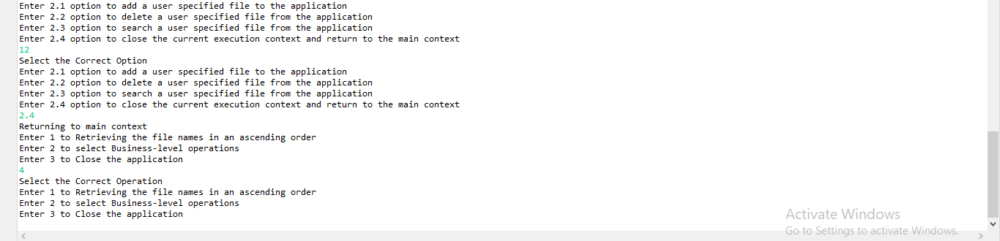 Enter 2.1 option to add a user specified file to the application
Enter 2.2 option to delete a user specified file from the application
Enter 2.3 option to search a user specified file from the application
Enter 2.4 option to close the current execution context and return to the main context
12
Select the Correct Option
Enter 2.1 option to add a user specified file to the application
Enter 2.2 option to delete a user specified file from the application
Enter 2.3 option to search a user specified file from the application
Enter 2.4 option to close the current execution context and return to the main context
2.4
Returning to main context
Enter 1 to Retrieving the file names in an ascending order
Enter 2 to select Business-level operations
Enter 3 to Close the application
4
Select the Correct Operation
Enter 1 to Retrieving the file names in an ascending order
Enter 2 to select Business-level operations
Enter 3 to Close the application
Activate Windows
Go to Settings to activate Windows.